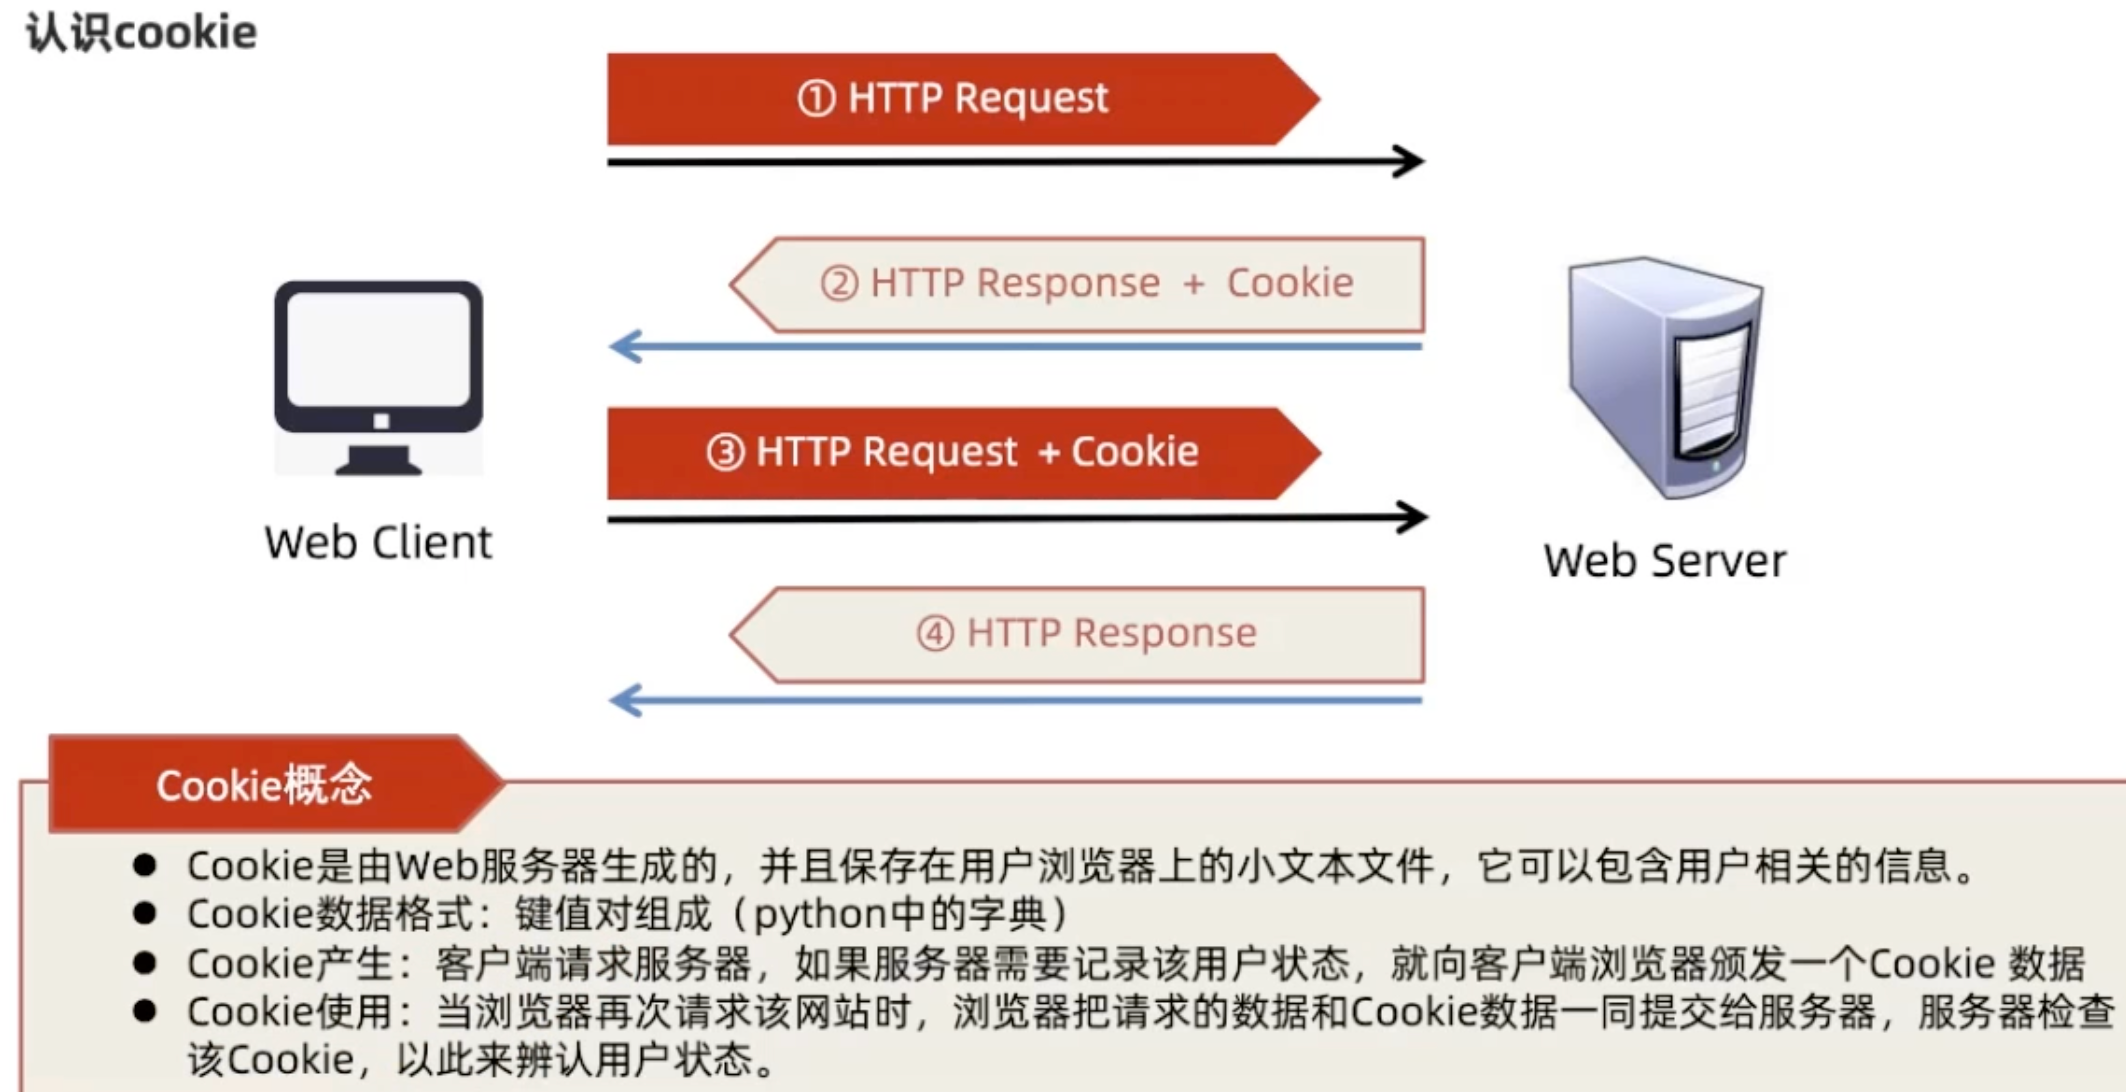 认识cookie
① HTTP Request
② HTTP Response + Cookie
③ HTTP Request + Cookie
Web Client
Web Server
④ HTTP Response
Cookie概念
● Cookie是由Web服务器生成的，并且保存在用户浏览器上的小文本文件，它可以包含用户相关的信息。
● Cookie数据格式：键值对组成（python中的字典）
● Cookie产生：客户端请求服务器，如果服务器需要记录该用户状态，就向客户端浏览器颁发一个Cookie 数据
● Cookie使用：当浏览器再次请求该网站时，浏览器把请求的数据和Cookie数据一同提交给服务器，服务器检查
该Cookie，以此来辨认用户状态。